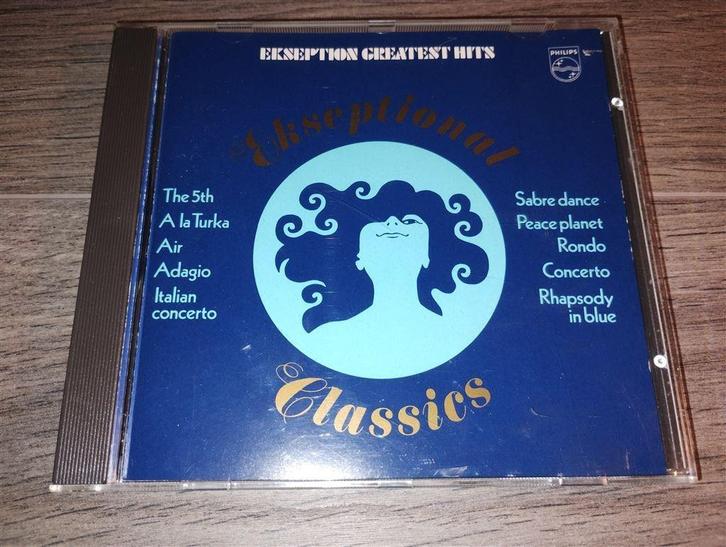 EKSEPTION GREATEST HITS
PHILIPS
Ekseptional
The 5th
A la Turka
Air
Adagio
Italian
concerto
Sabre dance
Peace planet
Rondo
Concerto
Rhapsody
in blue
Classics